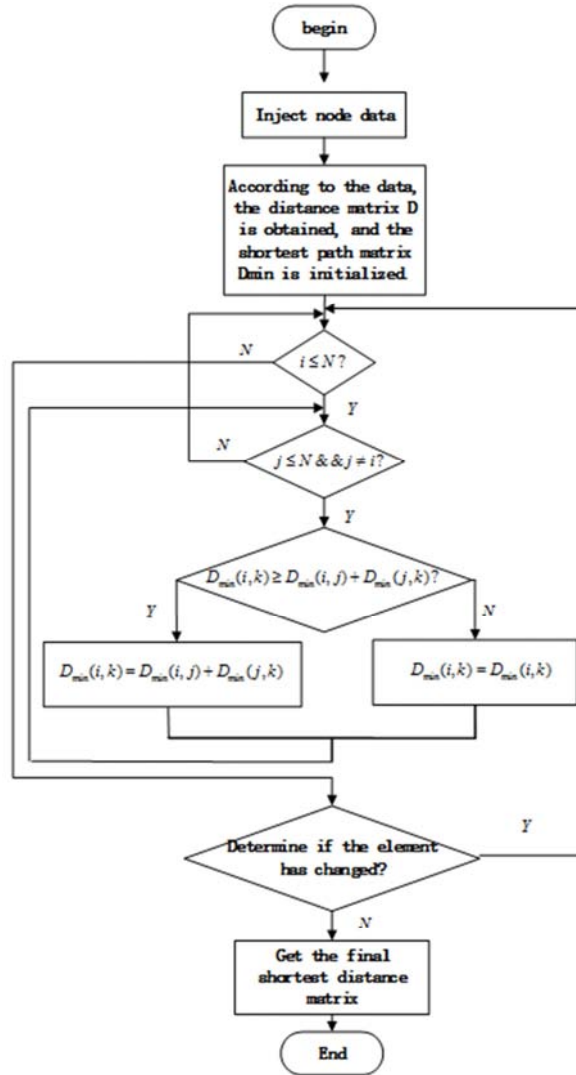 begin
Inject node data
According to the data,
the distance matrix D
is obtained, and the
shortest path matrix
Dmin is initialized
N
i ≤ N?
Y
N
j ≤ N & & j ≠ i?
Y
D_min(i,k) ≥ D_min(i,j) + D_min(j,k)?
Y
N
D_min(i,k) = D_min(i,j) + D_min(j,k)
D_min(i,k) = D_min(i,k)
Determine if the element
has changed?
Y
N
Get the final
shortest distance
matrix
End